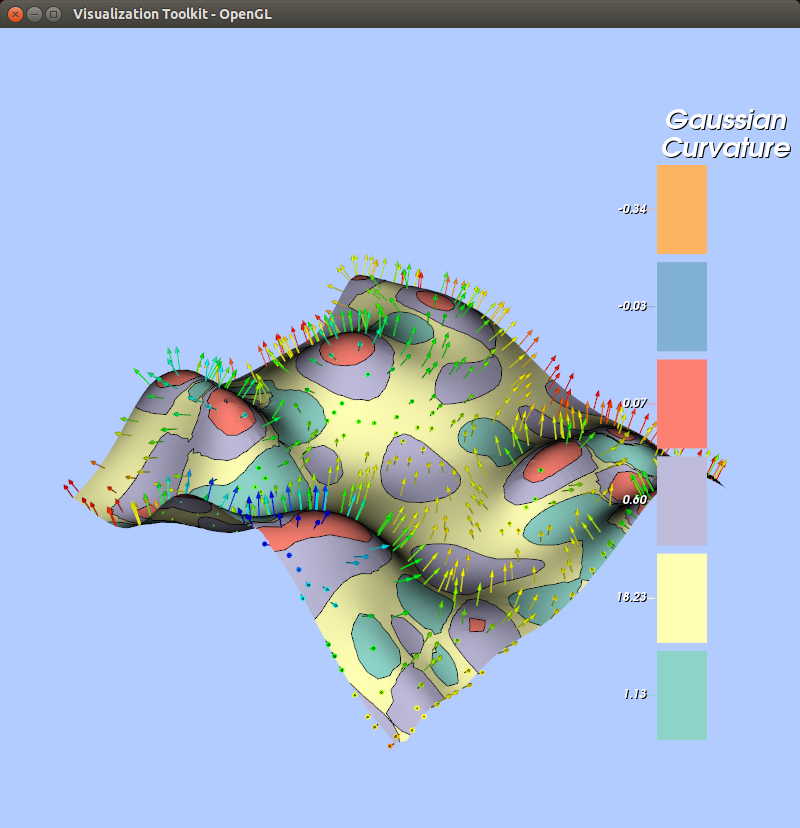 Visualization Toolkit - OpenGL
Gaussian
Curvature
-0.34
-0.03
0.07
0.60
18.23
1.13